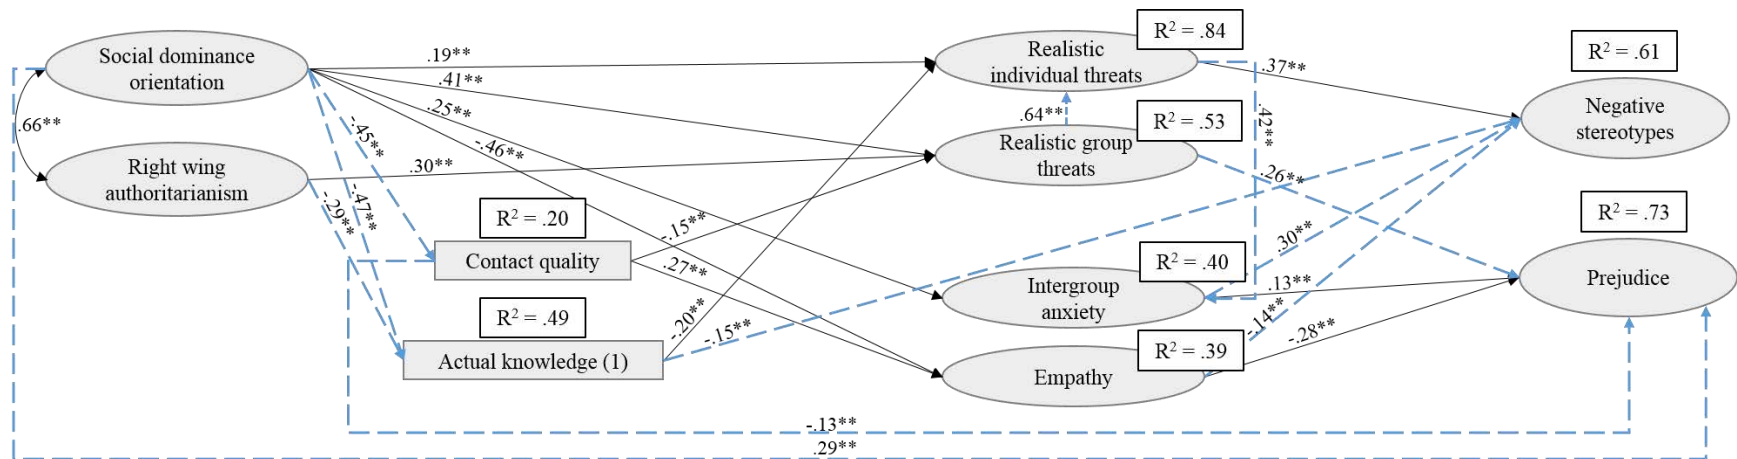 Social dominance
orientation
Right wing
authoritarianism
.66**
.19**
.41**
.25**
-.46**
-.45**
-.47**
-.29**
.30**
R² = .20
Contact quality
R² = .49
Actual knowledge (1)
-.15**
.27**
-.20**
-.15**
R² = .84
Realistic
individual threats
.64**
R² = .53
Realistic group
threats
R² = .40
Intergroup
anxiety
R² = .39
Empathy
.37**
.42**
.26**
.30**
.13**
-.14**
-.28**
R² = .61
Negative
stereotypes
R² = .73
Prejudice
-.13**
.29**